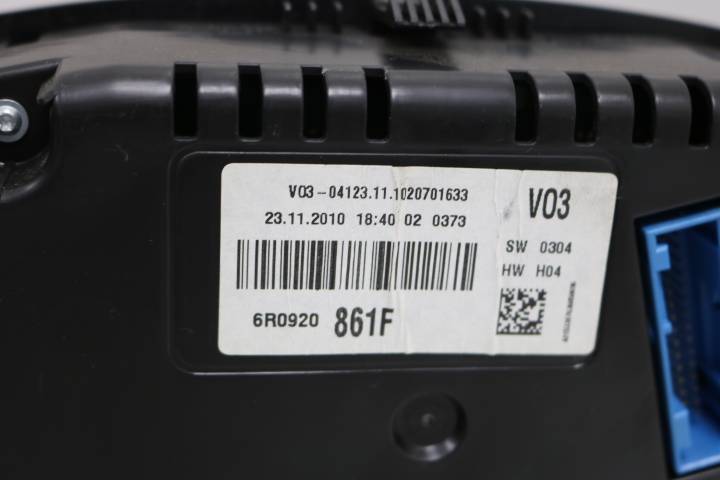 V03-04123.11.1020701633
23.11.2010 18:40 02 0373
V03
SW 0304
HW H04
6R0920 861F